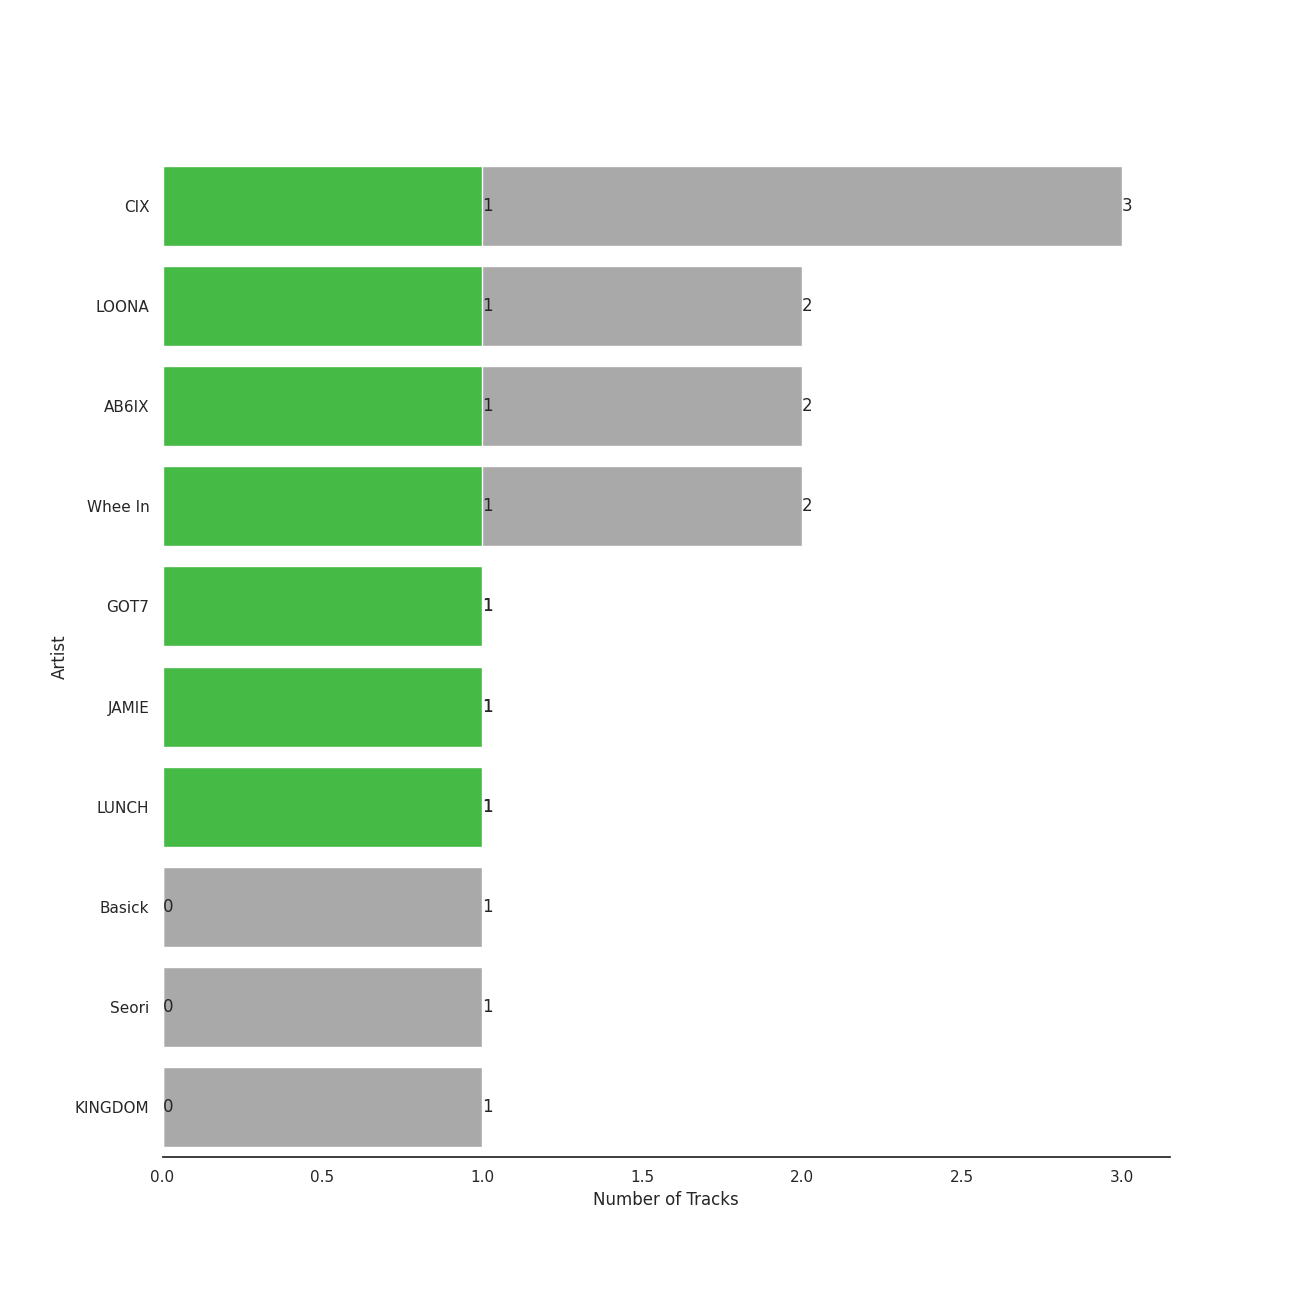 CIX 1 3
LOONA 1 2
AB6IX 1 2
Whee In 1 2
GOT7 1
JAMIE 1
LUNCH 1
Basick 0 1
Seori 0 1
KINGDOM 0 1
Artist
0.0 0.5 1.0 1.5 2.0 2.5 3.0
Number of Tracks